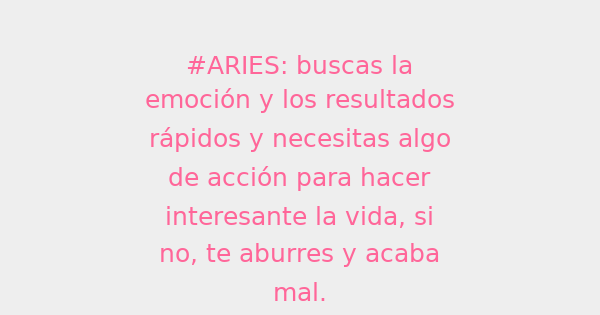 #ARIES: buscas la
emoción y los resultados
rápidos y necesitas algo
de acción para hacer
interesante la vida, si
no, te aburres y acaba
mal.